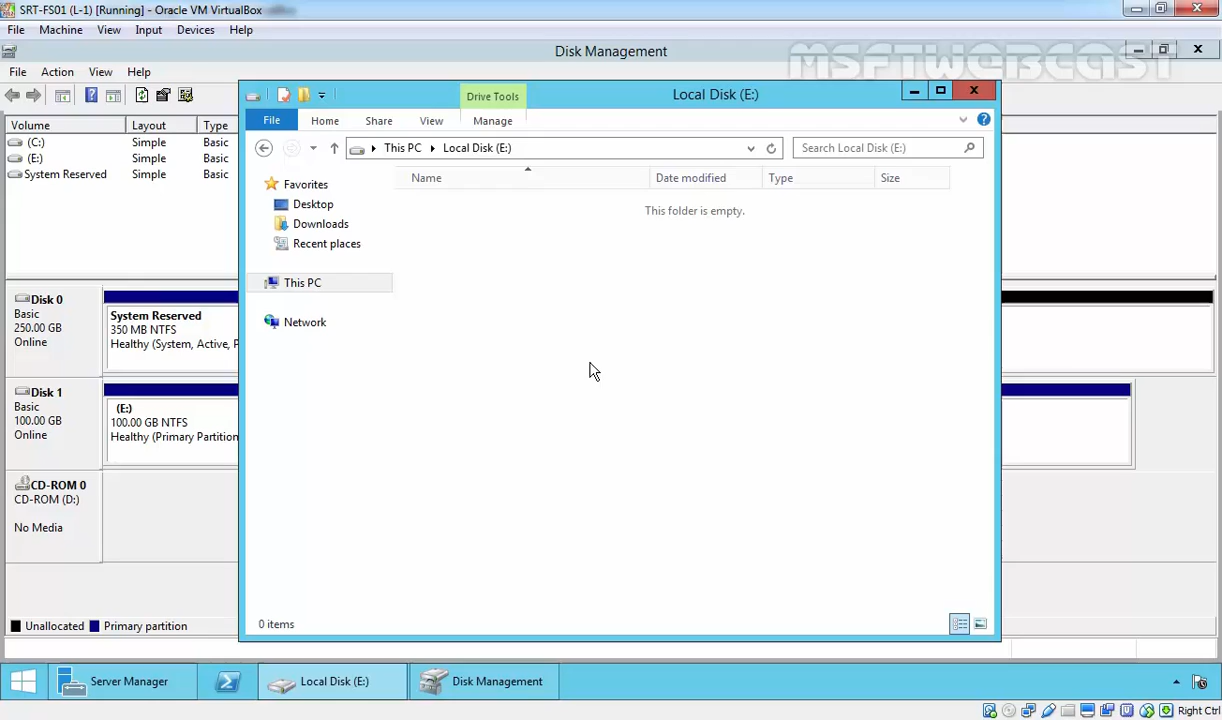 SRT-FS01 (L-1) [Running] - Oracle VM VirtualBox
File Machine View Input Devices Help
Disk Management
MSFTWEBCAST
File Action View Help
Volume Layout Type
(C:) Simple Basic
(E:) Simple Basic
System Reserved Simple Basic
Drive Tools
Local Disk (E:)
File Home Share View Manage
This PC Local Disk (E:)
Search Local Disk (E:)
Name Date modified Type Size
This folder is empty.
Favorites
Desktop
Downloads
Recent places
This PC
Network
0 items
Disk 0
Basic
250.00 GB
Online
System Reserved
350 MB NTFS
Healthy (System, Active, P
Disk 1
Basic
100.00 GB
Online
(E:)
100.00 GB NTFS
Healthy (Primary Partition
CD-ROM 0
CD-ROM (D:)
No Media
Unallocated Primary partition
Server Manager Local Disk (E:) Disk Management
Right Ctrl